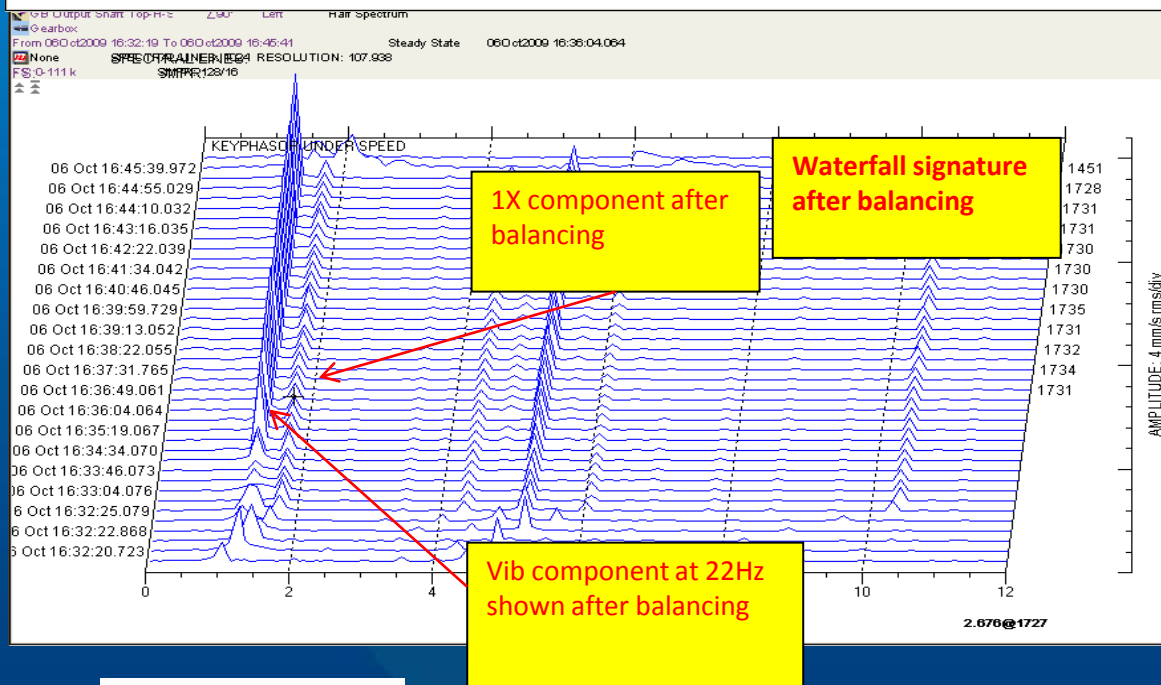 GB Output Shaft Top-H-S ∠90° Left Half Spectrum
Gearbox
From 06Oct2009 16:32:19 To 06Oct2009 16:45:41 Steady State 06Oct2009 16:36:04.064
None RESOLUTION: 107.938
FS:0-111 k 128/16
KEYPHASOR UNDER SPEED
06 Oct 16:45:39.972 1451
06 Oct 16:44:55.029 1728
06 Oct 16:44:10.032 1731
06 Oct 16:43:16.035 1731
06 Oct 16:42:22.039 1730
06 Oct 16:41:34.042 1730
06 Oct 16:40:46.045 1730
06 Oct 16:39:59.729 1735
06 Oct 16:39:13.052 1731
06 Oct 16:38:22.055 1732
06 Oct 16:37:31.765 1734
06 Oct 16:36:49.061 1731
06 Oct 16:36:04.064
06 Oct 16:35:19.067
06 Oct 16:34:34.070
06 Oct 16:33:46.073
06 Oct 16:33:04.076
6 Oct 16:32:25.079
6 Oct 16:32:22.868
6 Oct 16:32:20.723
1X component after
balancing
Waterfall signature
after balancing
AMPLITUDE: 4 mm/s rms/div
Vib component at 22Hz
shown after balancing
0 2 4 10 12
2.676@1727